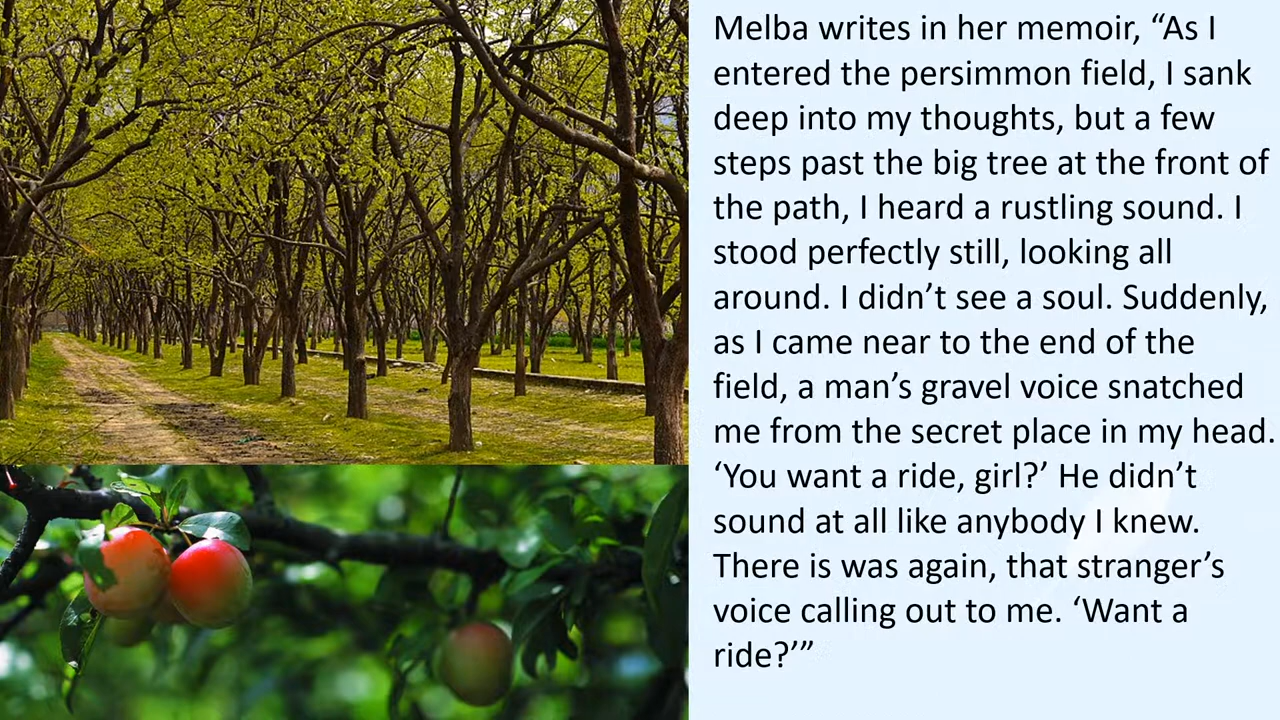 Melba writes in her memoir, “As I
entered the persimmon field, I sank
deep into my thoughts, but a few
steps past the big tree at the front of
the path, I heard a rustling sound. I
stood perfectly still, looking all
around. I didn’t see a soul. Suddenly,
as I came near to the end of the
field, a man’s gravel voice snatched
me from the secret place in my head.
‘You want a ride, girl?’ He didn’t
sound at all like anybody I knew.
There is was again, that stranger’s
voice calling out to me. ‘Want a
ride?’”